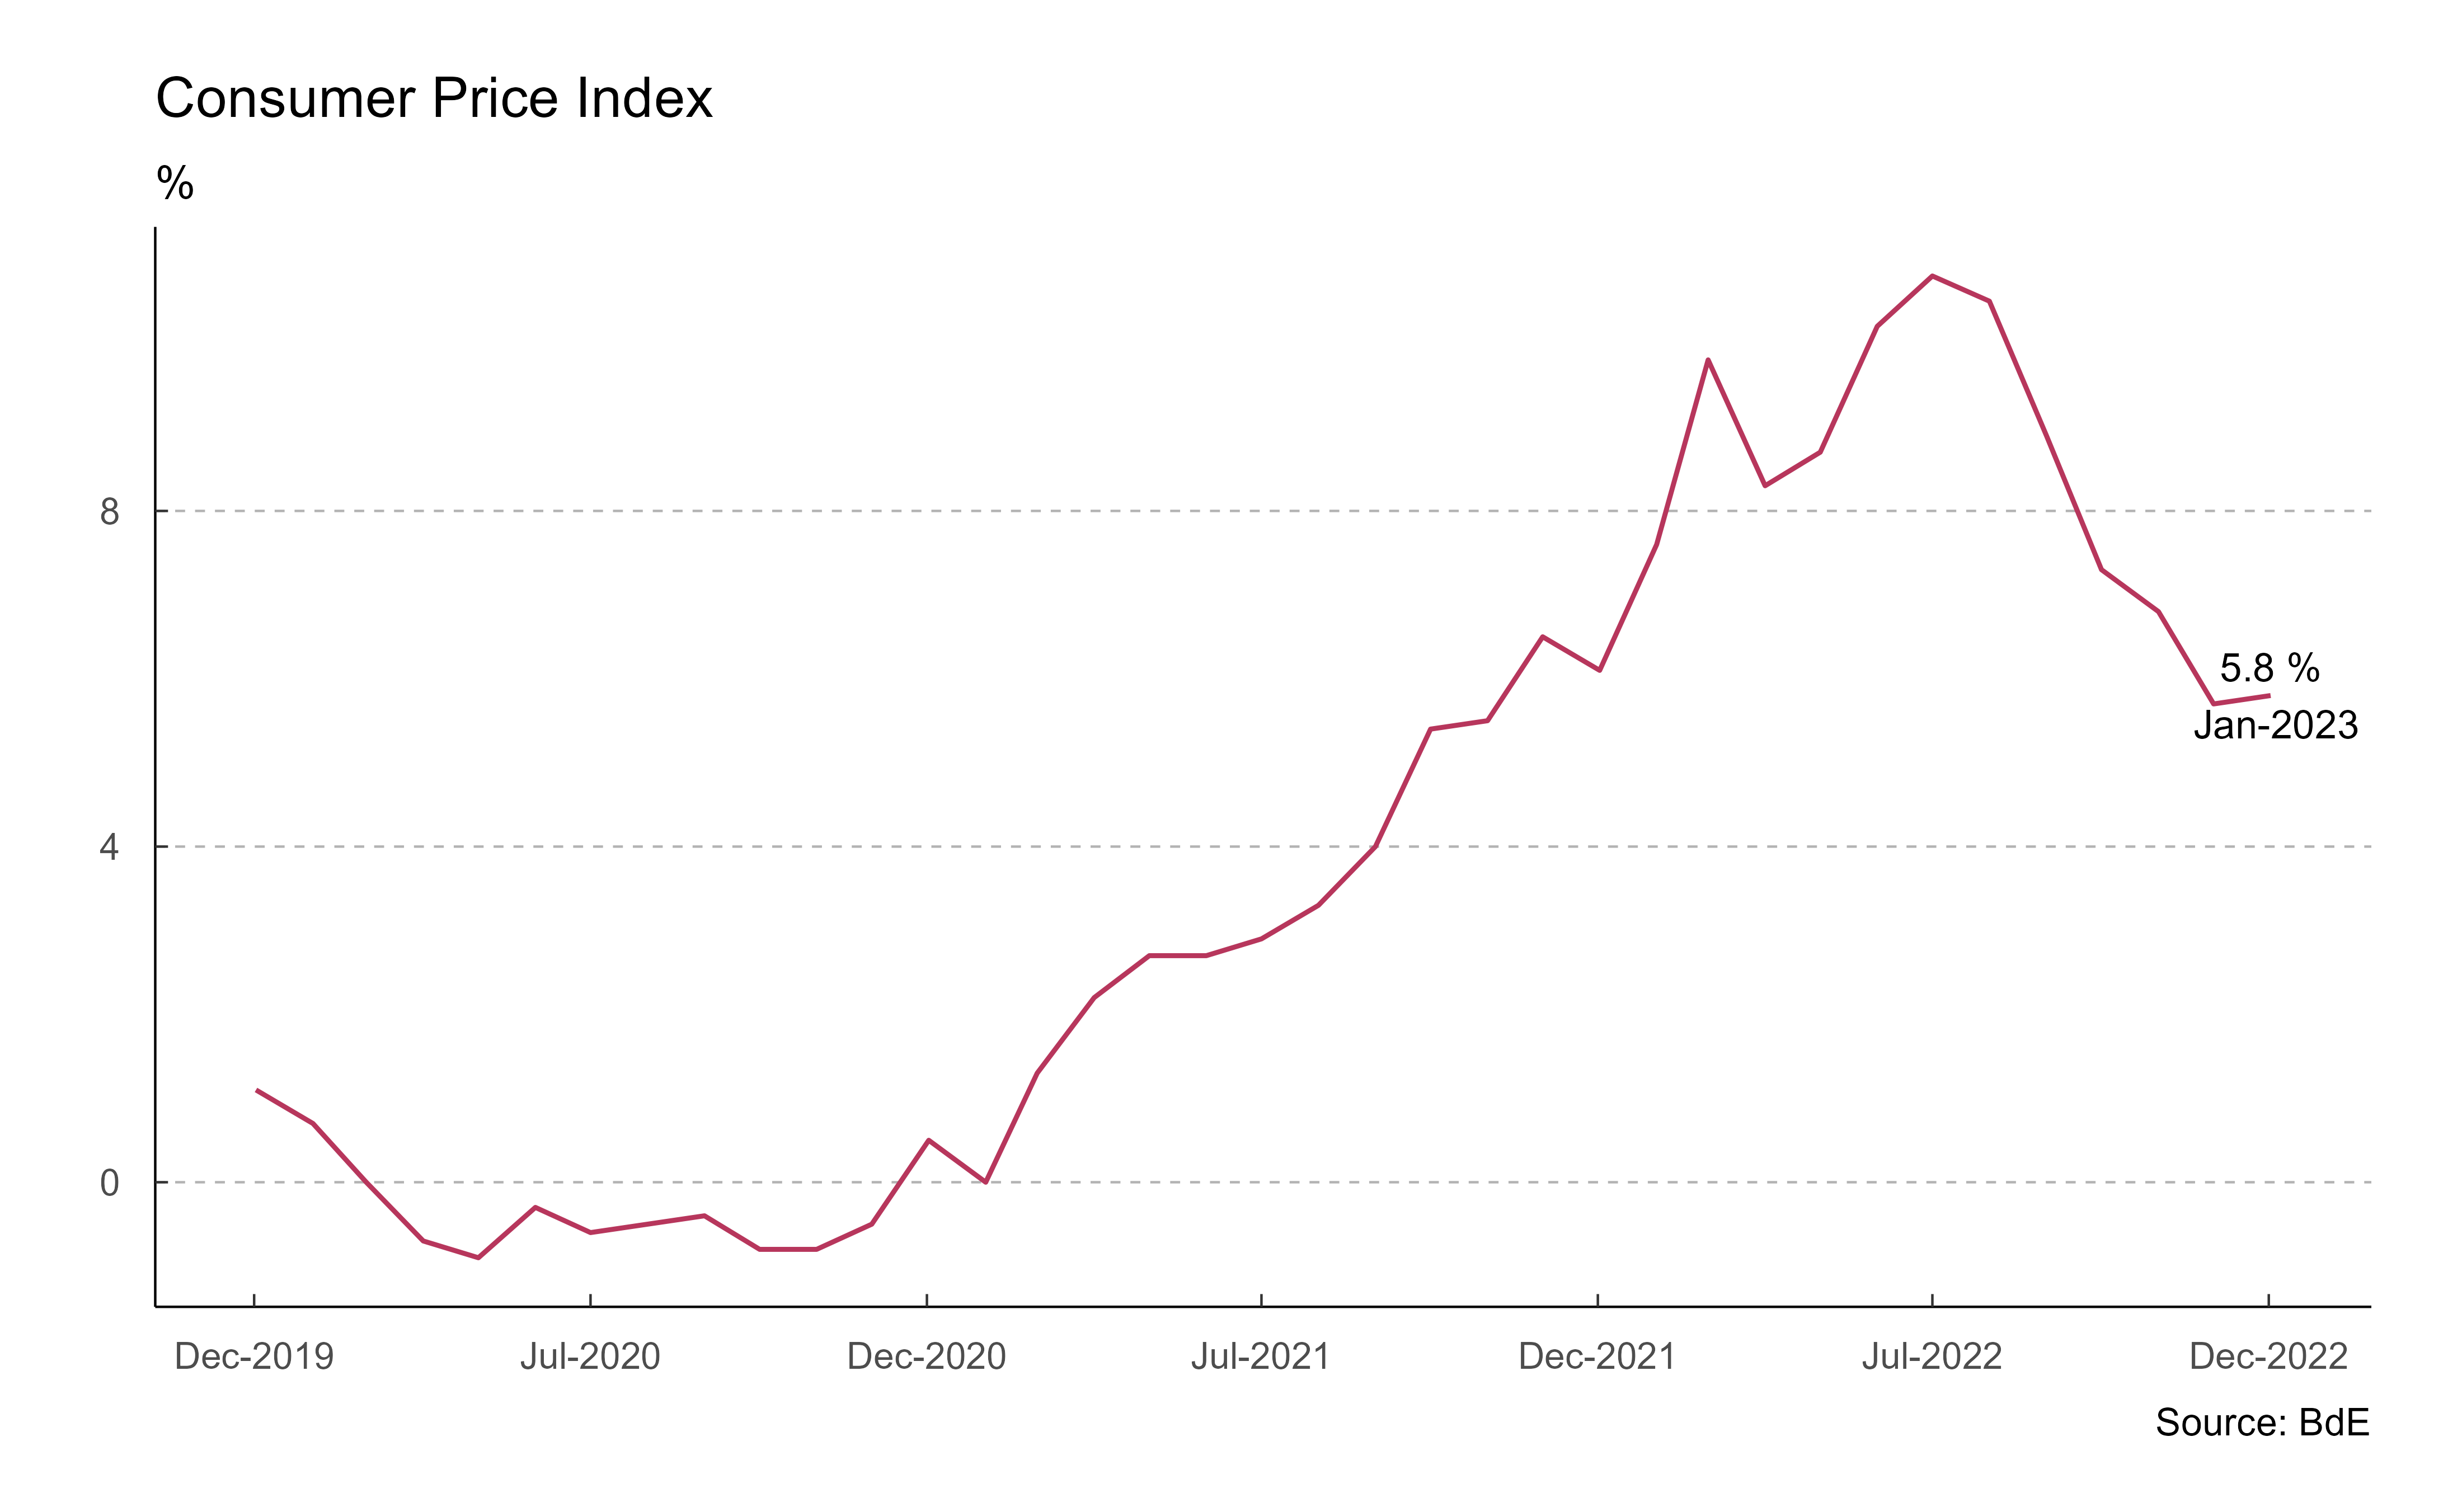 Consumer Price Index
%
8
4
0
5.8 %
Jan-2023
Dec-2019 Jul-2020 Dec-2020 Jul-2021 Dec-2021 Jul-2022 Dec-2022
Source: BdE